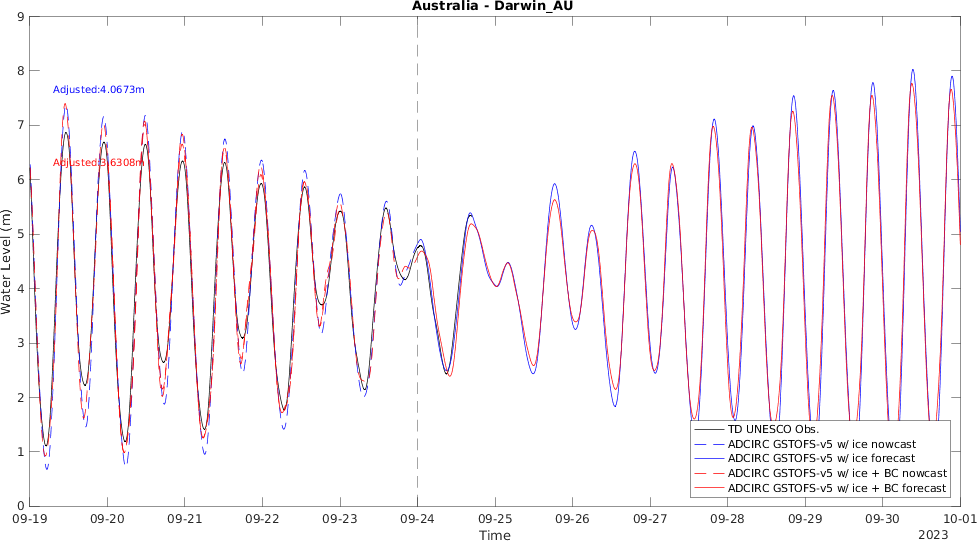 Australia - Darwin_AU
9
8
Adjusted:4.0673m
7
Adjusted:3.6308m
6
5
Water Level (m)
4
3
2
1
0
TD UNESCO Obs.
ADCIRC GSTOFS-v5 w/ ice nowcast
ADCIRC GSTOFS-v5 w/ ice forecast
ADCIRC GSTOFS-v5 w/ ice + BC nowcast
ADCIRC GSTOFS-v5 w/ ice + BC forecast
09-19 09-20 09-21 09-22 09-23 09-24 09-25 09-26 09-27 09-28 09-29 09-30 10-01
Time
2023